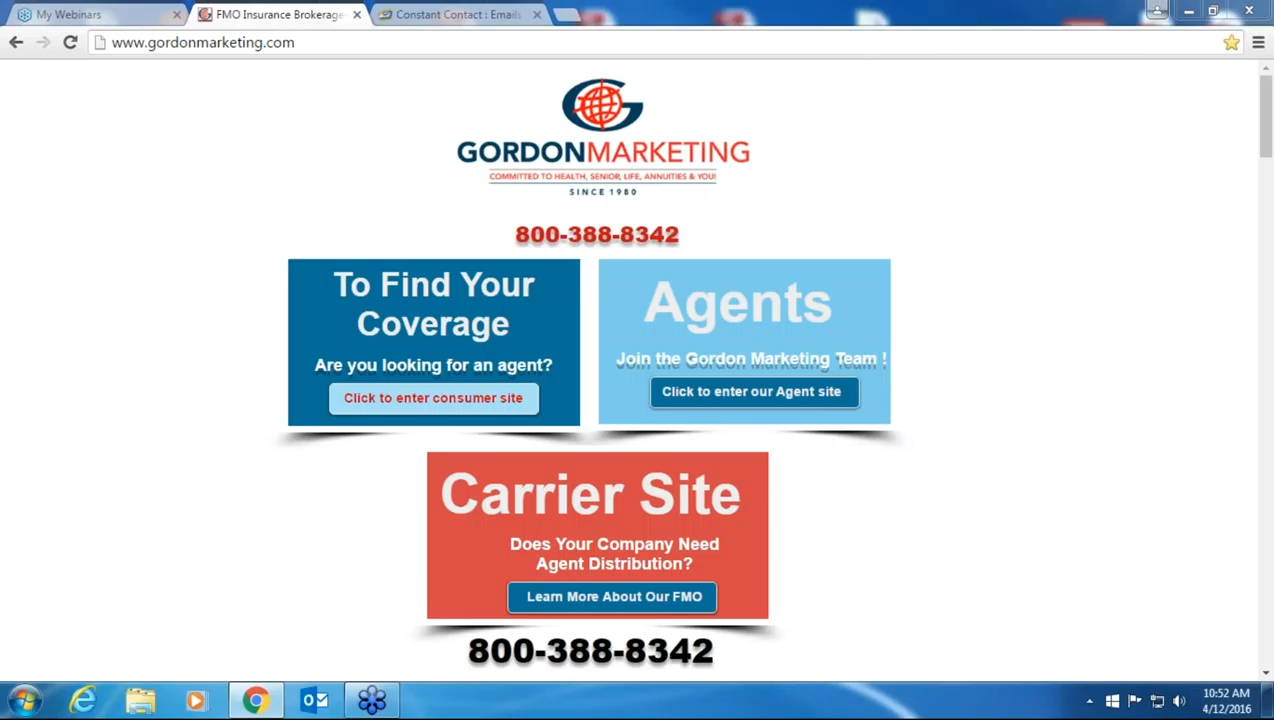 My Webinars
FMO Insurance Brokerage
Constant Contact : Emails
www.gordonmarketing.com
GORDONMARKETING
COMMITTED TO HEALTH, SENIOR, LIFE, ANNUITIES & YOU!
SINCE 1980
800-388-8342
To Find Your
Coverage
Are you looking for an agent?
Click to enter consumer site
Agents
Join the Gordon Marketing Team !
Click to enter our Agent site
Carrier Site
Does Your Company Need
Agent Distribution?
Learn More About Our FMO
800-388-8342
10:52 AM
4/12/2016